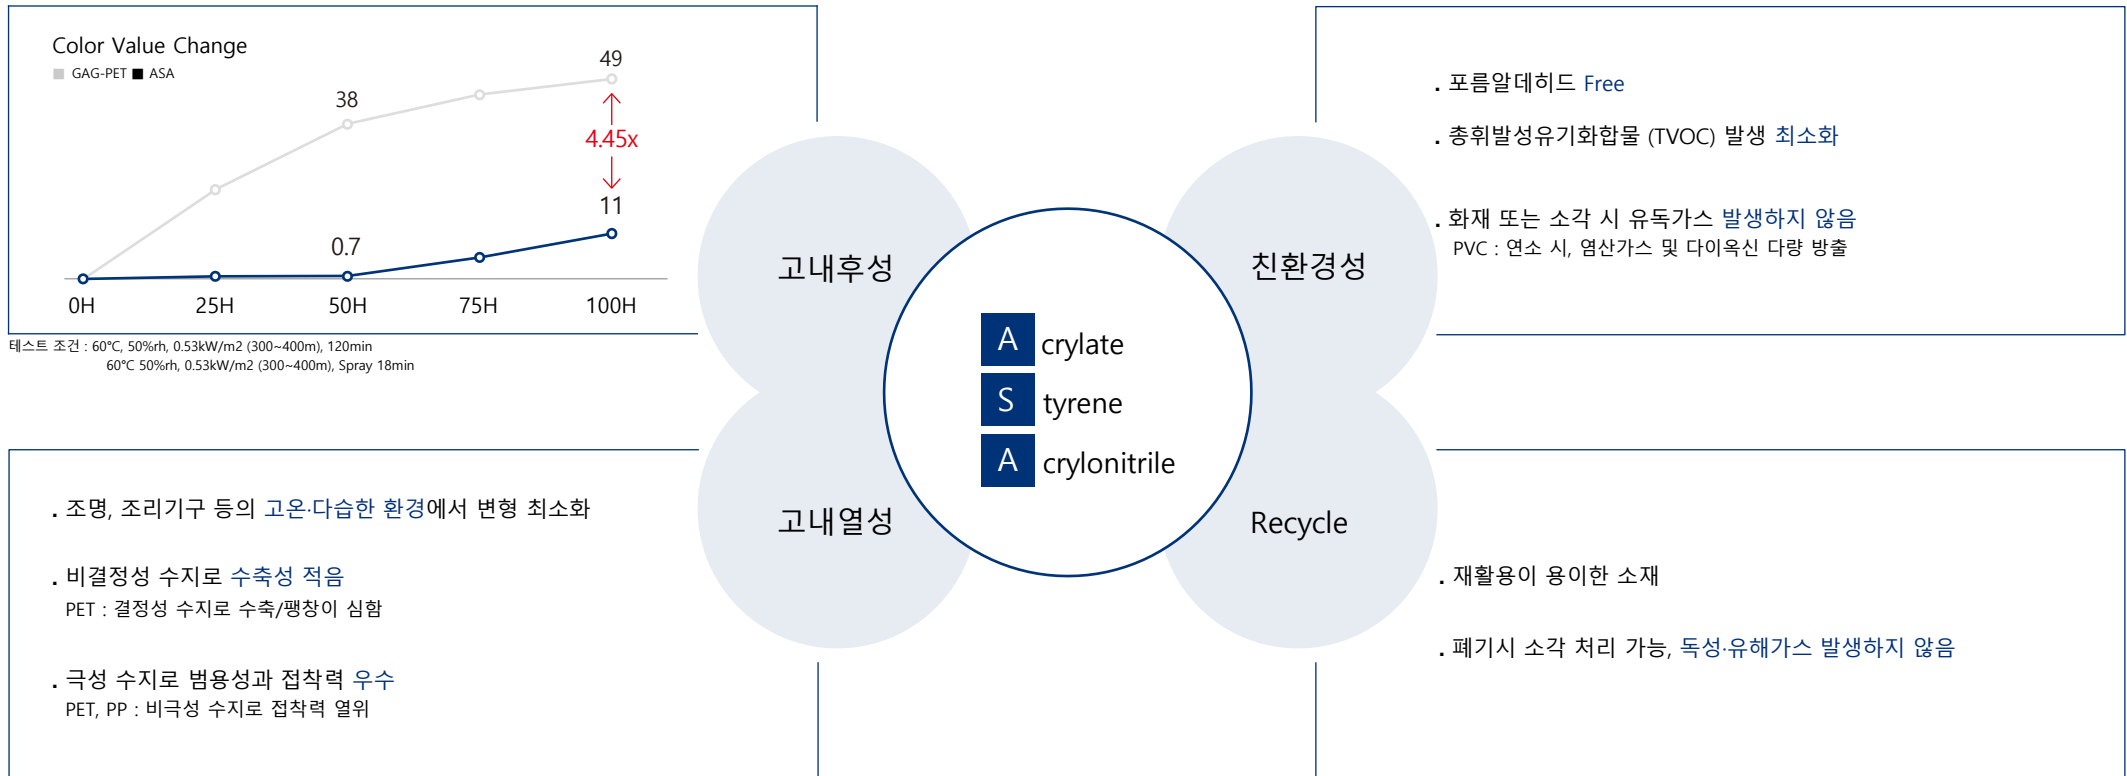 Color Value Change
GAG-PET ASA
49
38
4.45x
11
0.7
0H 25H 50H 75H 100H
테스트 조건 : 60℃, 50%rh, 0.53kW/m2 (300~400m), 120min
60℃ 50%rh, 0.53kW/m2 (300~400m), Spray 18min
고내후성
친환경성
. 포름알데히드 Free
. 총휘발성유기화합물 (TVOC) 발생 최소화
. 화재 또는 소각 시 유독가스 발생하지 않음
PVC : 연소 시, 염산가스 및 다이옥신 다량 방출
A crylate
S tyrene
A crylonitrile
고내열성
Recycle
. 조명, 조리기구 등의 고온·다습한 환경에서 변형 최소화
. 비결정성 수지로 수축성 적음
PET : 결정성 수지로 수축/팽창이 심함
. 극성 수지로 범용성과 접착력 우수
PET, PP : 비극성 수지로 접착력 열위
. 재활용이 용이한 소재
. 폐기시 소각 처리 가능, 독성·유해가스 발생하지 않음